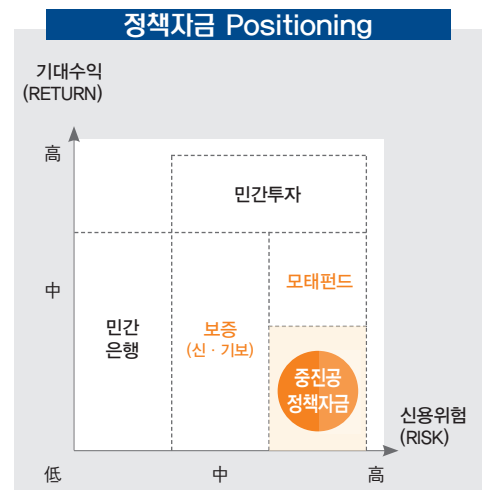 정책자금 Positioning
기대수익
(RETURN)
高
민간투자
中
모태펀드
민간
은행
보증
(신 · 기보)
중진공
정책자금
신용위험
(RISK)
低
中
高